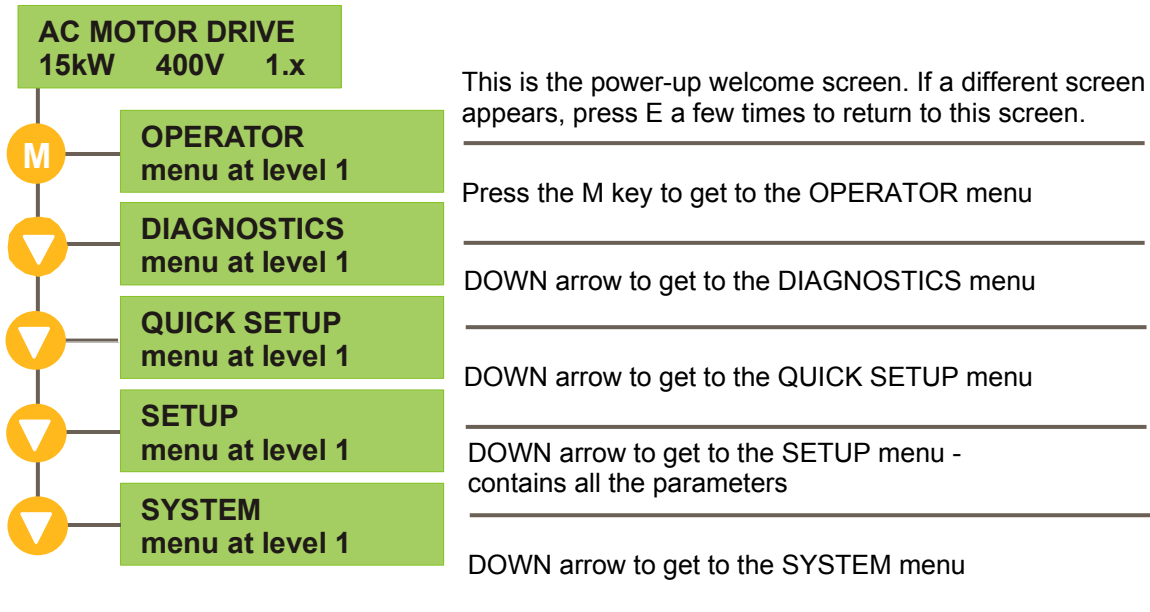 AC MOTOR DRIVE
15kW 400V 1.x
This is the power-up welcome screen. If a different screen
appears, press E a few times to return to this screen.
M
OPERATOR
menu at level 1
Press the M key to get to the OPERATOR menu
DIAGNOSTICS
menu at level 1
DOWN arrow to get to the DIAGNOSTICS menu
QUICK SETUP
menu at level 1
DOWN arrow to get to the QUICK SETUP menu
SETUP
menu at level 1
DOWN arrow to get to the SETUP menu -
contains all the parameters
SYSTEM
menu at level 1
DOWN arrow to get to the SYSTEM menu